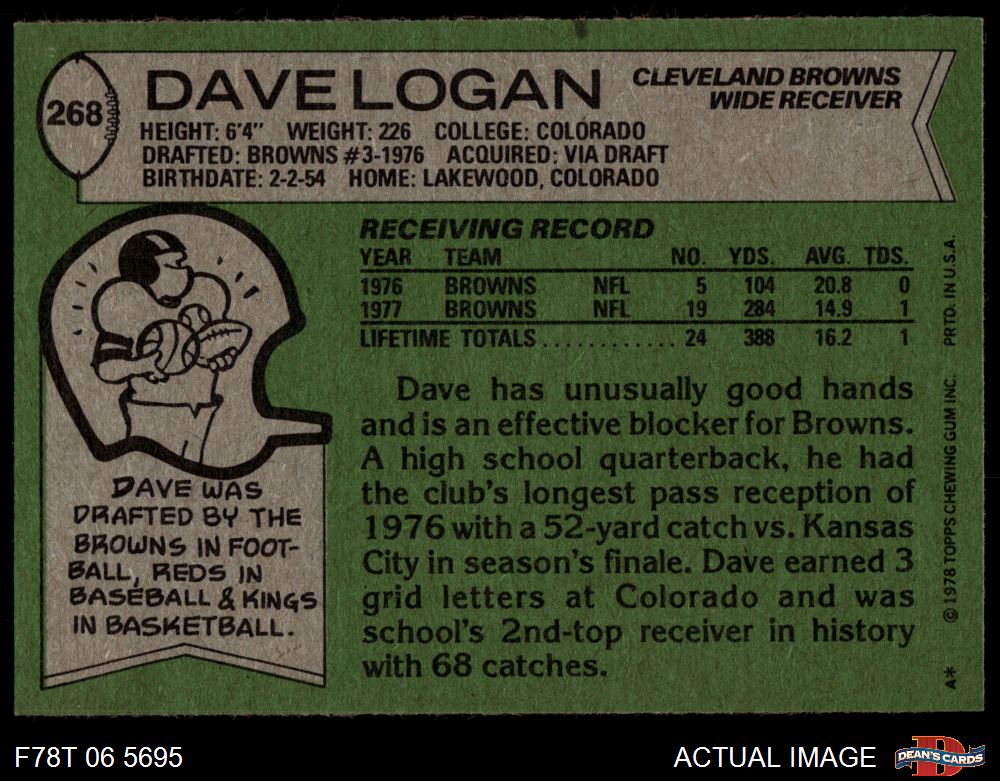 268
DAVE LOGAN
CLEVELAND BROWNS
WIDE RECEIVER
HEIGHT: 6'4" WEIGHT: 226 COLLEGE: COLORADO
DRAFTED: BROWNS #3-1976 ACQUIRED: VIA DRAFT
BIRTHDATE: 2-2-54 HOME: LAKEWOOD, COLORADO
RECEIVING RECORD
YEAR TEAM NO. YDS. AVG. TDS.
1976 BROWNS NFL 5 104 20.8 0
1977 BROWNS NFL 19 284 14.9 1
LIFETIME TOTALS............ 24 388 16.2 1
Dave has unusually good hands
and is an effective blocker for Browns.
A high school quarterback, he had
the club's longest pass reception of
1976 with a 52-yard catch vs. Kansas
City in season's finale. Dave earned 3
grid letters at Colorado and was
school's 2nd-top receiver in history
with 68 catches.
DAVE WAS
DRAFTED BY THE
BROWNS IN FOOT-
BALL, REDS IN
BASEBALL & KINGS
IN BASKETBALL.
A* © 1978 TOPPS CHEWING GUM INC. PRTD. IN U.S.A.
F78T 06 5695
ACTUAL IMAGE
D
DEAN'S CARDS